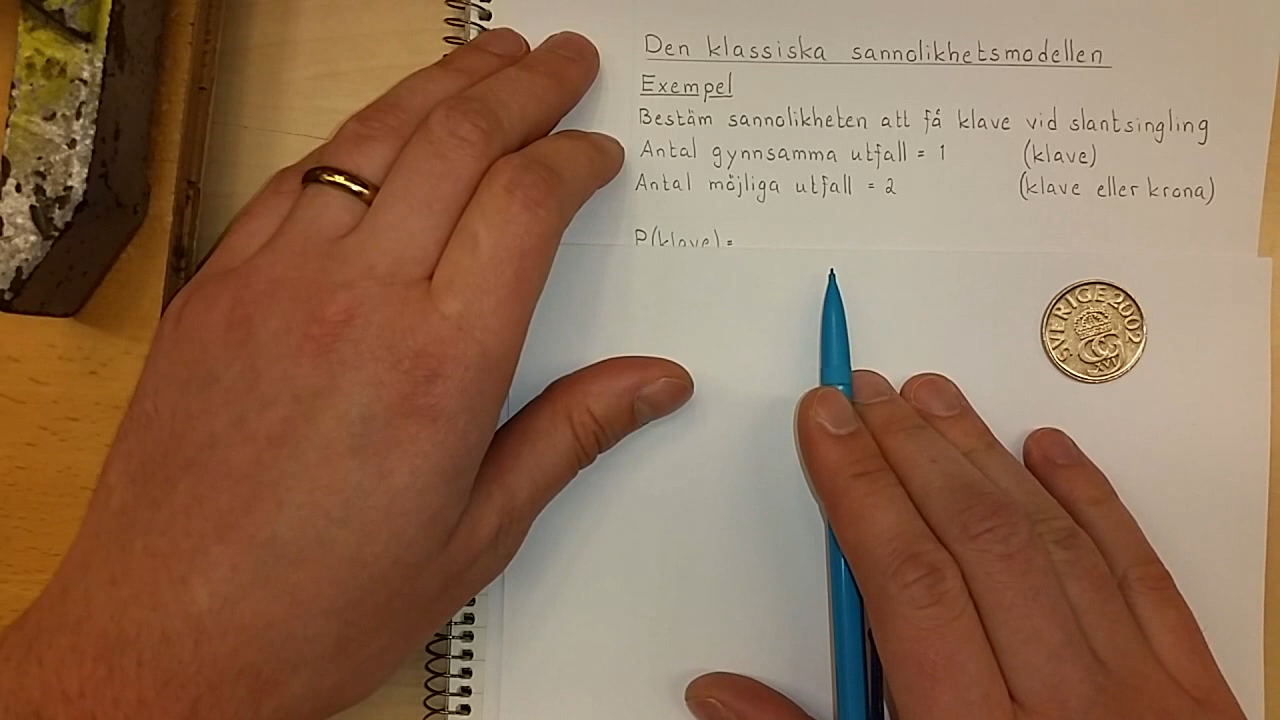 Den klassiska sannolikhetsmodellen
Exempel
Bestäm sannolikheten att få klave vid slantsingling
Antal gynnsamma utfall = 1 (klave)
Antal möjliga utfall = 2 (klave eller krona)
P(klave) =
SVERIGE 2002